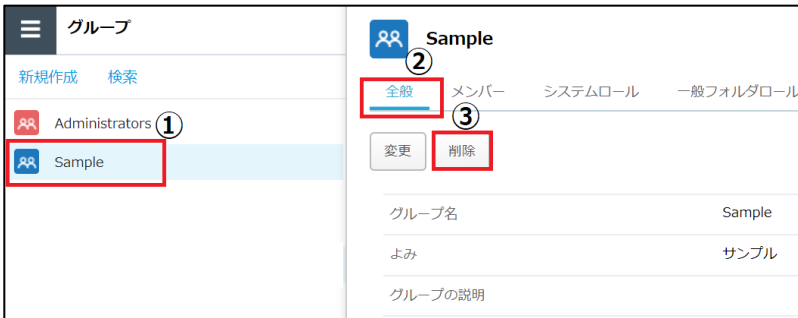 グループ
新規作成 検索
Administrators ①
Sample
Sample
②
全般 メンバー システムロール 一般フォルダロール
③
変更 削除
グループ名 Sample
よみ サンプル
グループの説明